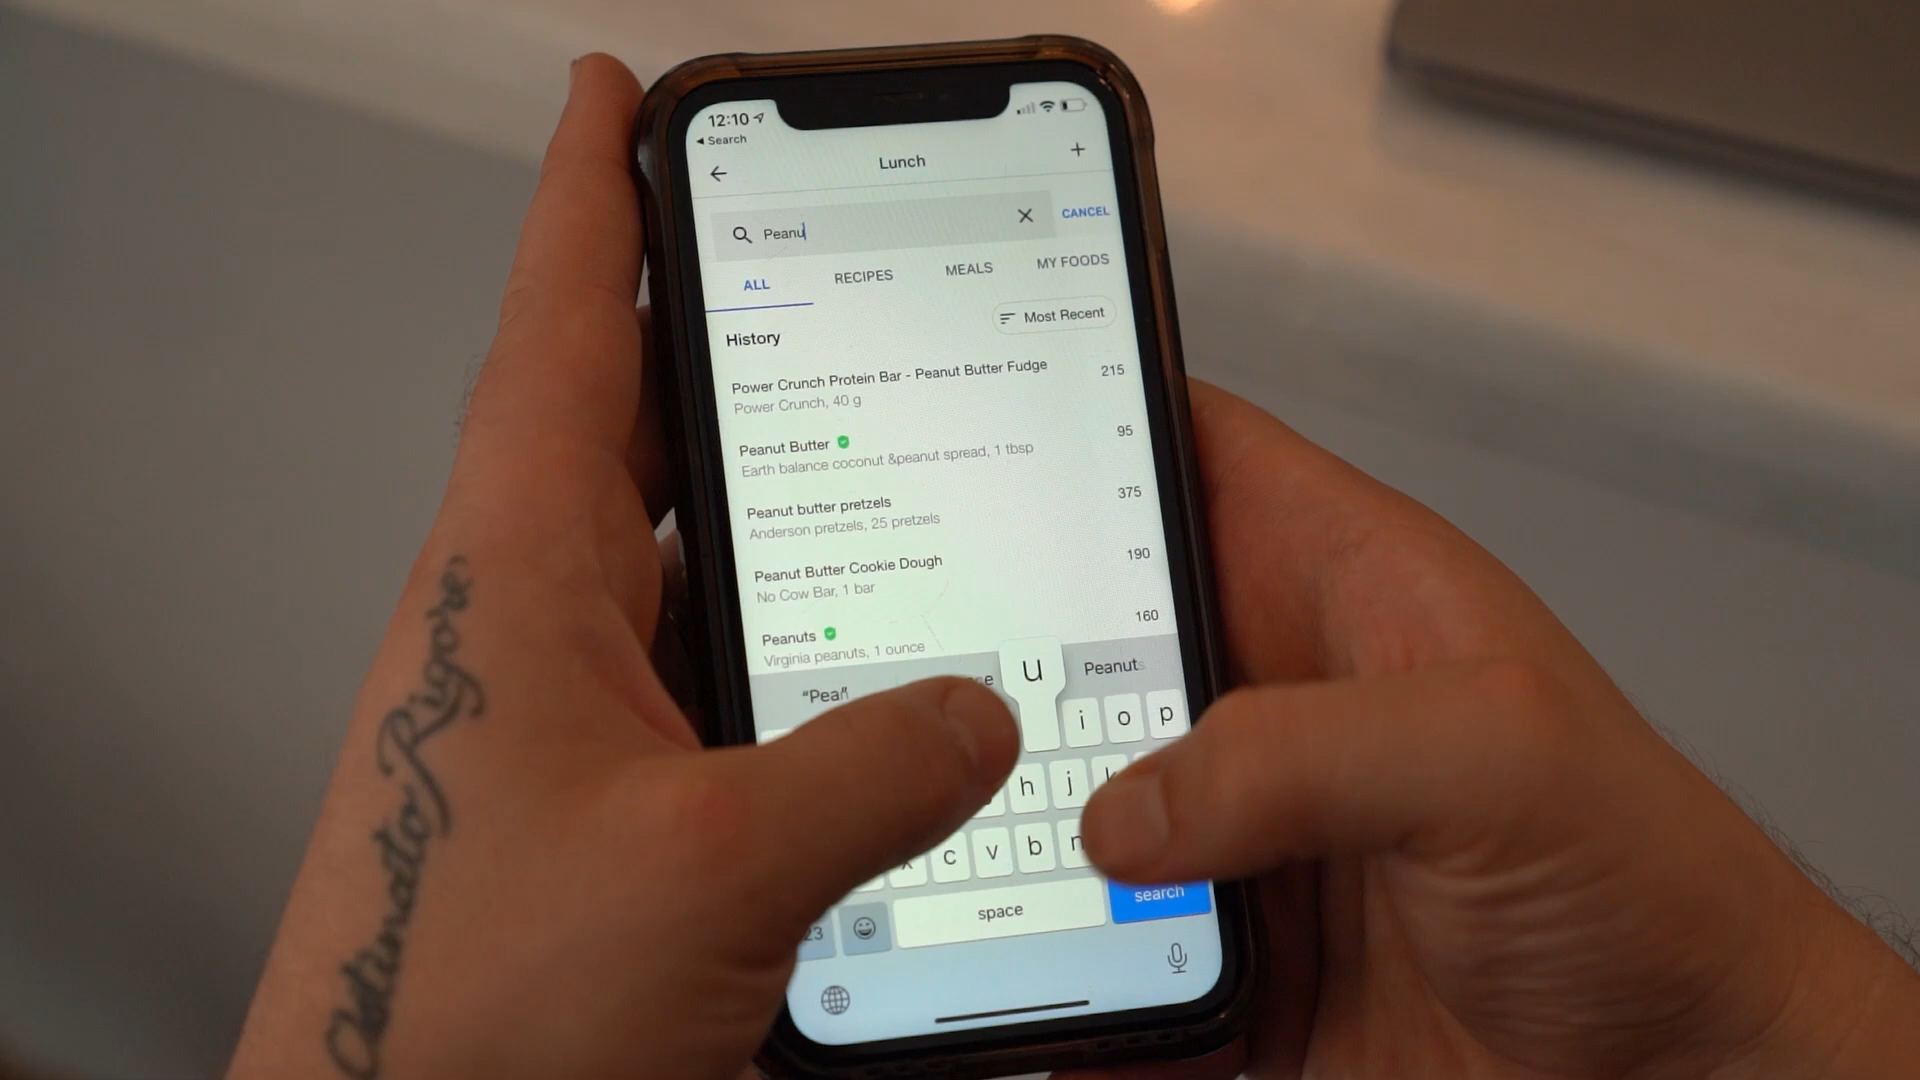 12:10
Search
Lunch
Peanu
CANCEL
ALL RECIPES MEALS MY FOODS
Most Recent
History
Power Crunch Protein Bar - Peanut Butter Fudge 215
Power Crunch, 40 g
Peanut Butter 95
Earth balance coconut &peanut spread, 1 tbsp
Peanut butter pretzels 375
Anderson pretzels, 25 pretzels
Peanut Butter Cookie Dough 190
No Cow Bar, 1 bar
Peanuts 160
Virginia peanuts, 1 ounce
Peanuts
u i o p
h j k
x c v b n
23 space search
Rigore